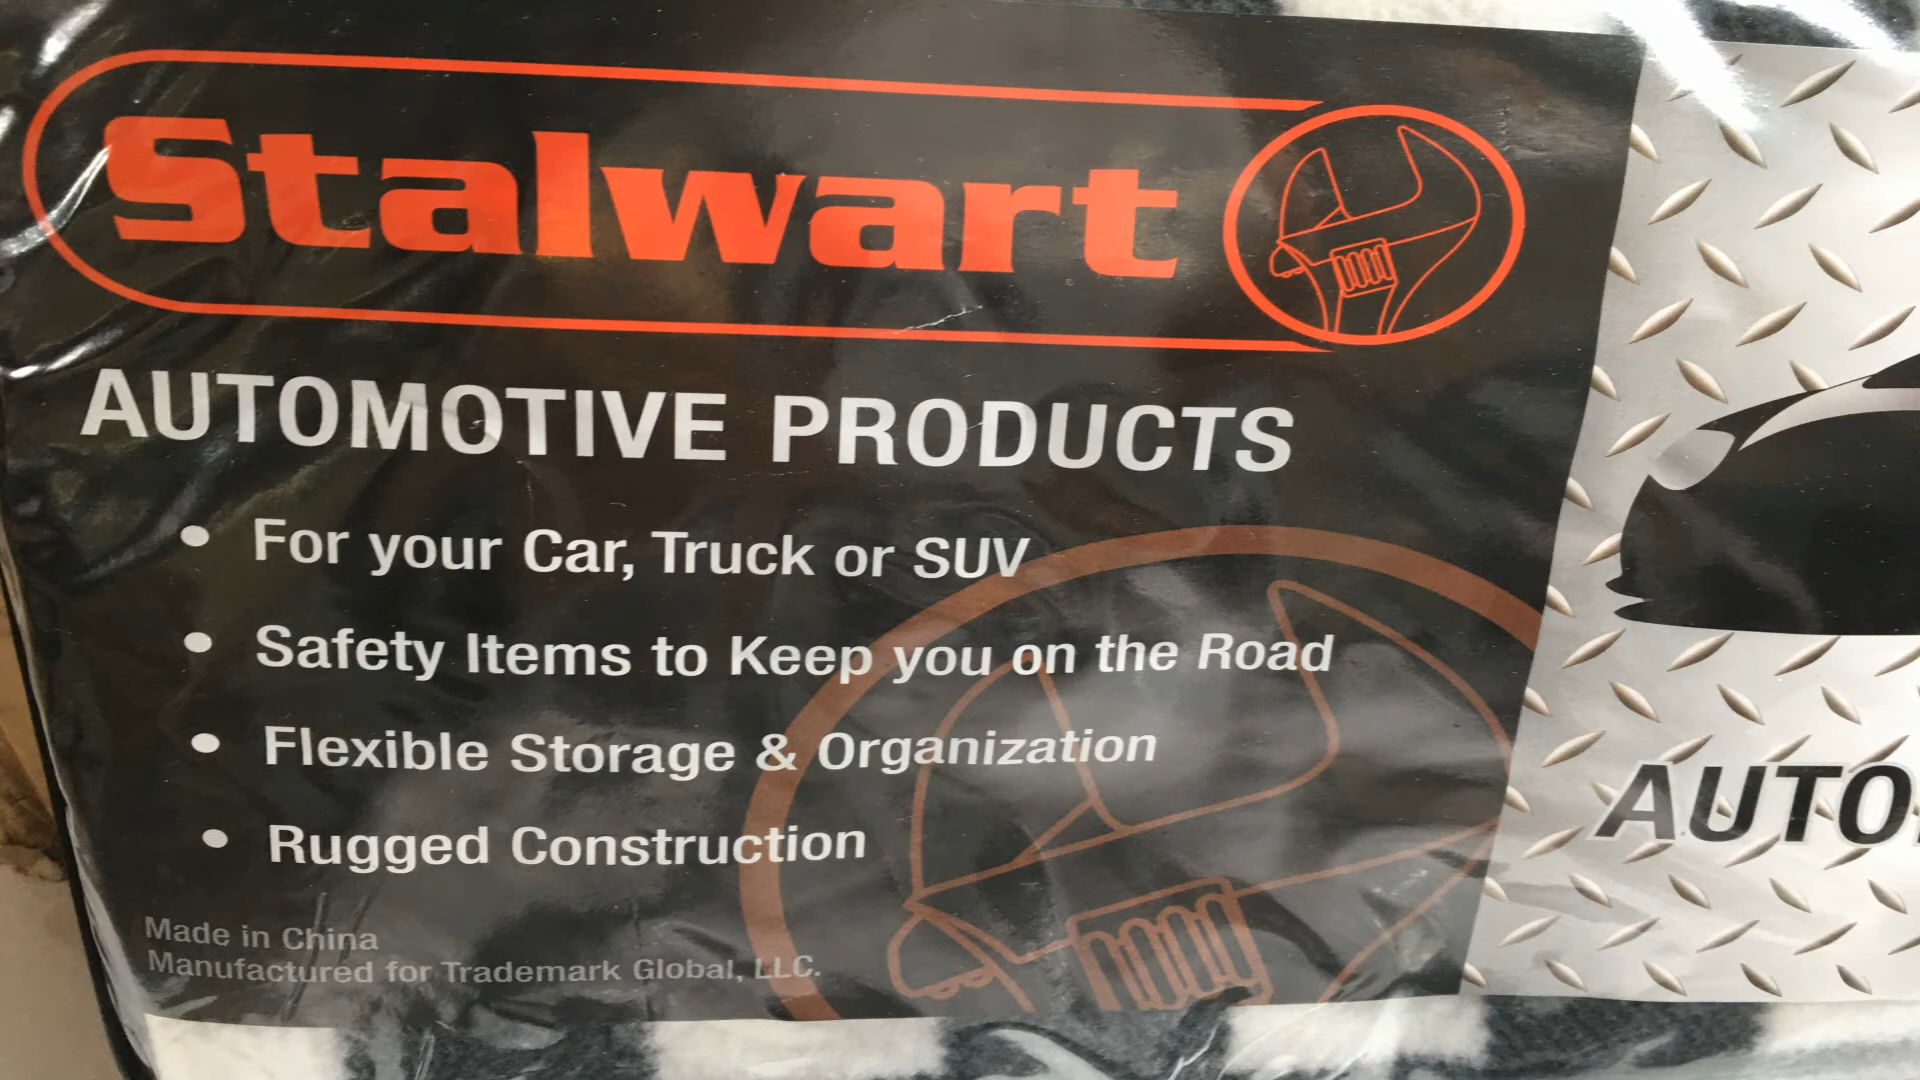 Stalwart
AUTOMOTIVE PRODUCTS
• For your Car, Truck or SUV
• Safety Items to Keep you on the Road
• Flexible Storage & Organization
• Rugged Construction
Made in China
Manufactured for Trademark Global, LLC.
AUTO